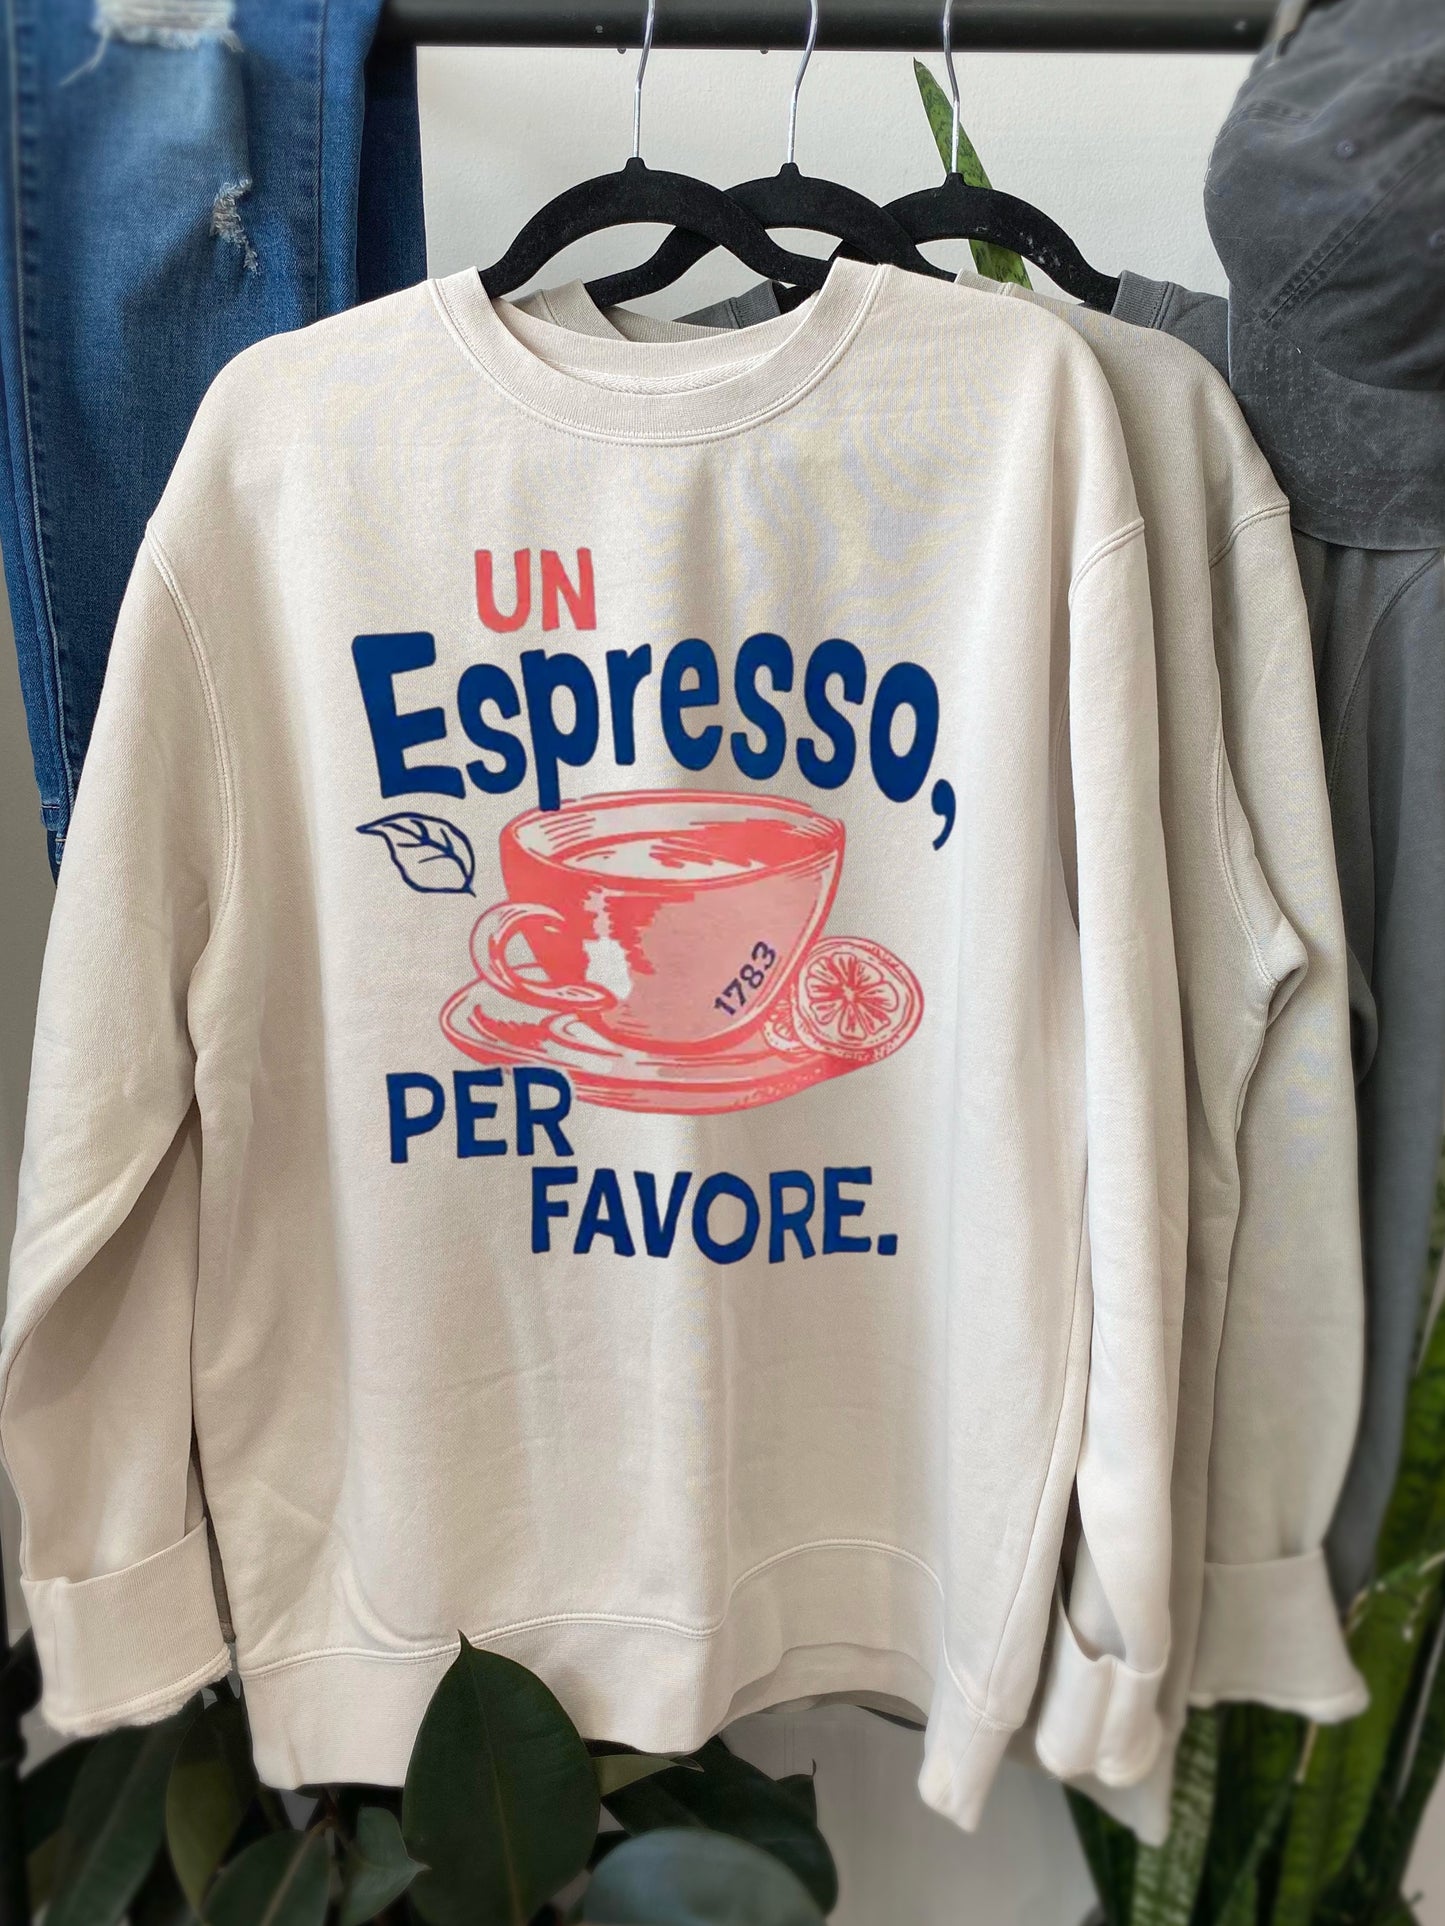 UN
Espresso,
1783
PER
FAVORE.